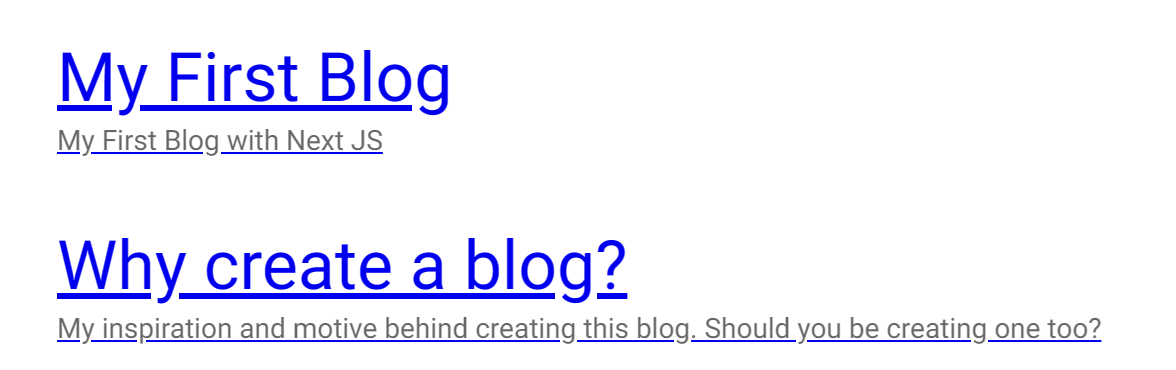 My First Blog
My First Blog with Next JS
Why create a blog?
My inspiration and motive behind creating this blog. Should you be creating one too?